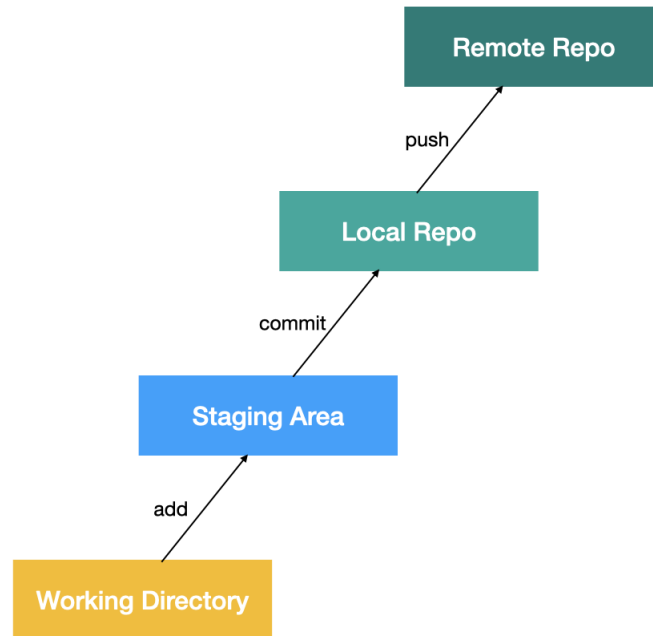 Remote Repo
push
Local Repo
commit
Staging Area
add
Working Directory